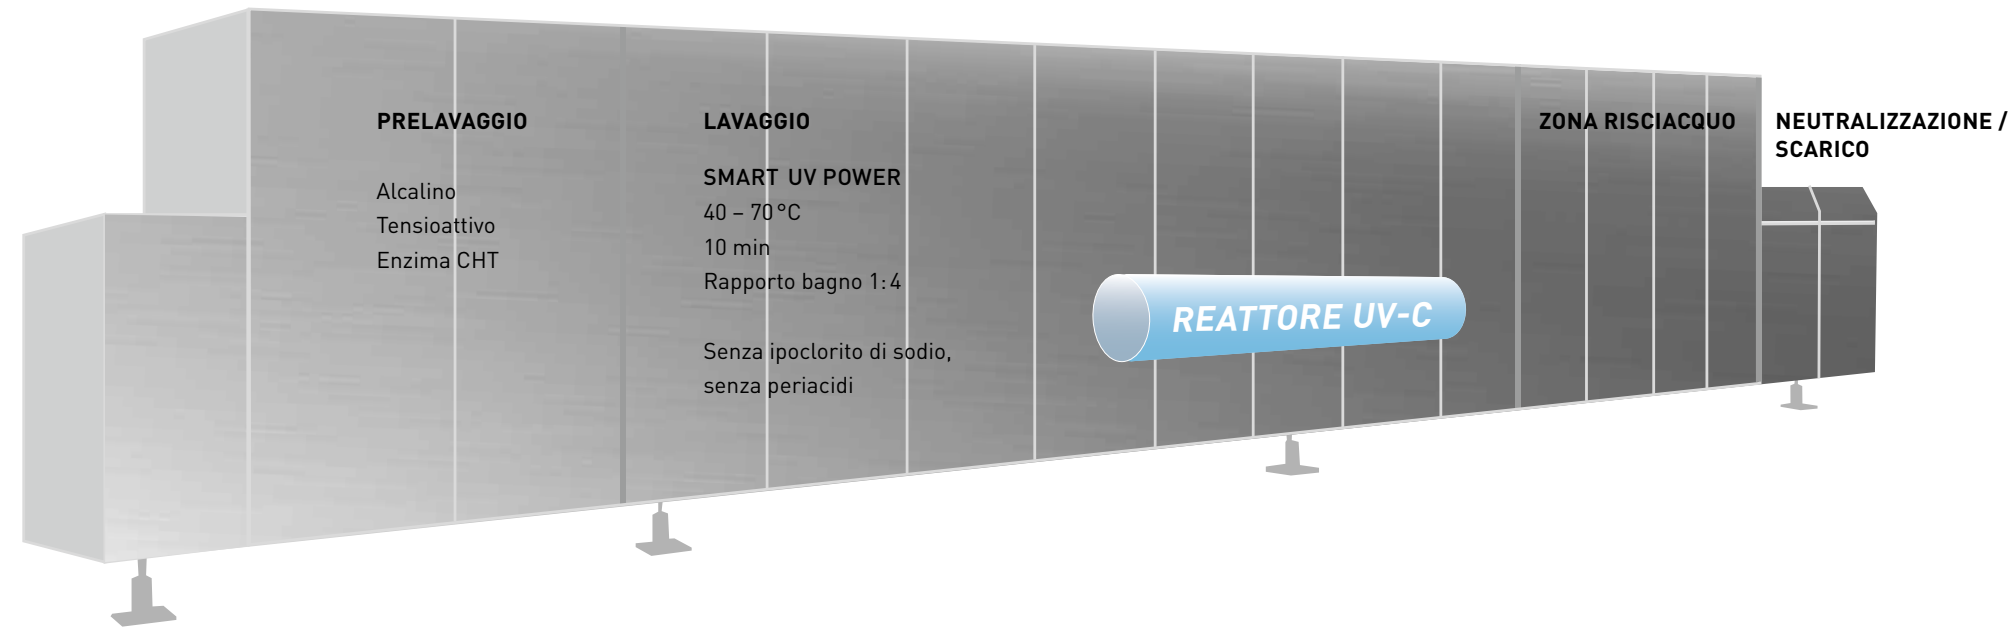 PRELAVAGGIO
Alcalino
Tensioattivo
Enzima CHT
LAVAGGIO
SMART UV POWER
40 – 70 °C
10 min
Rapporto bagno 1:4
Senza ipoclorito di sodio,
senza periacidi
REATTORE UV-C
ZONA RISCIACQUO
NEUTRALIZZAZIONE /
SCARICO